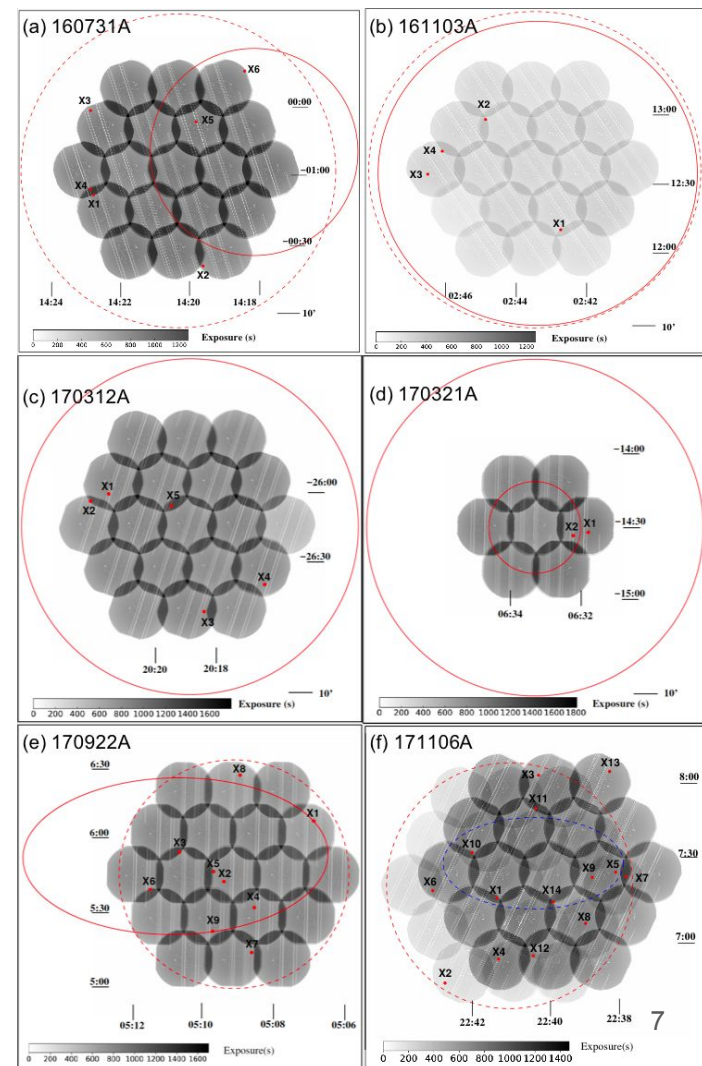 (a) 160731A
X6
X3
00:00
X5
−01:00
X4
X1
−00:30
X2
14:24
14:22
14:20
14:18
10'
Exposure (s)
0 200 400 600 800 1000 1200
(b) 161103A
X2
13:00
X4
X3
12:30
X1
12:00
02:46
02:44
02:42
10'
Exposure (s)
0 200 400 600 800 1000 1200
(c) 170312A
X1
−26:00
X2
X5
−26:30
X4
X3
20:20
20:18
10'
Exposure (s)
0 200 400 600 800 1000 1200 1400 1600
(d) 170321A
−14:00
−14:30
X2
X1
−15:00
06:34
06:32
10'
Exposure (s)
0 200 400 600 800 1000 1200 1400 1600 1800
(e) 170922A
6:30
X8
X1
6:00
X3
X5
X2
X6
5:30
X4
X9
X7
5:00
05:12
05:10
05:08
05:06
Exposure(s)
0 200 400 600 800 1000 1200 1400 1600
(f) 171106A
X13
X3
8:00
X11
X10
7:30
X9
X5
X7
X6
X1
X14
X8
7:00
X4
X12
X2
22:42
22:40
22:38
7
Exposure(s)
0 200 400 600 800 1000 1200 1400